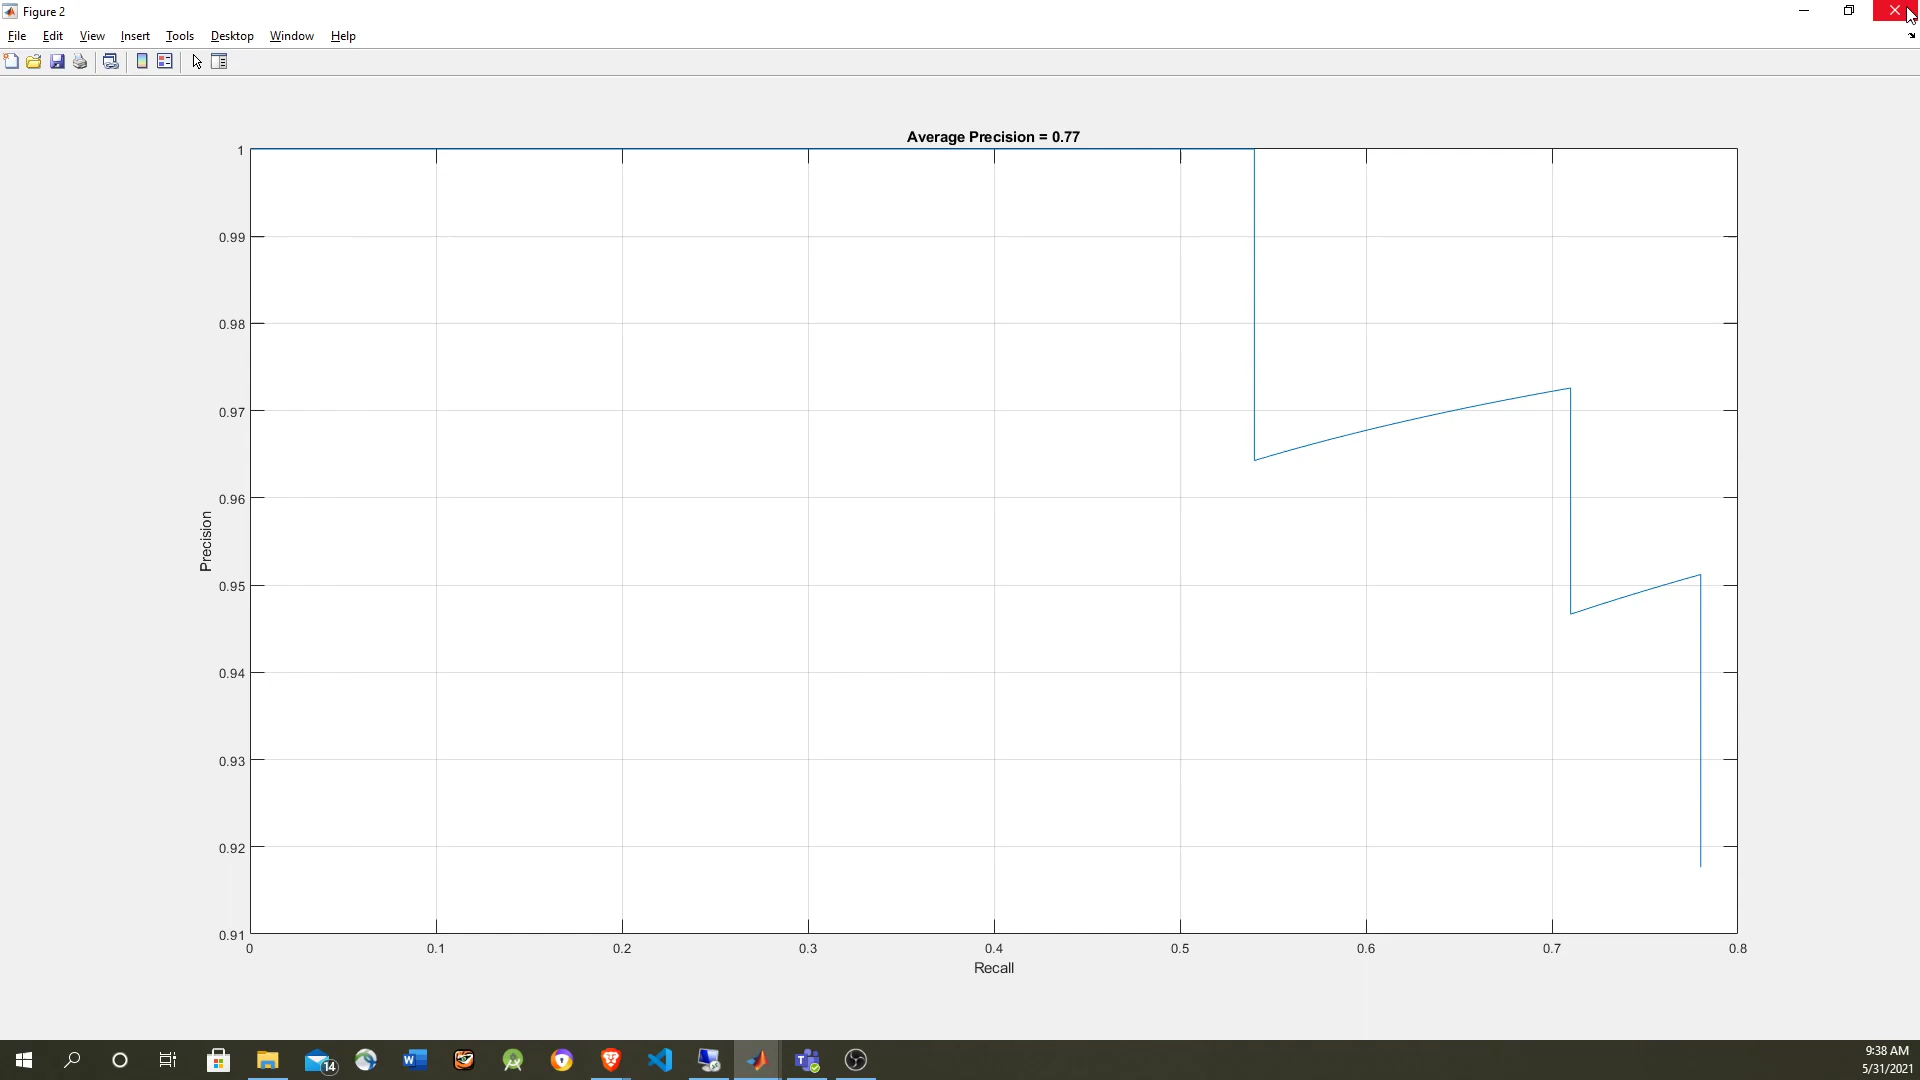 Figure 2
File Edit View Insert Tools Desktop Window Help
Average Precision = 0.77
1
0.99
0.98
0.97
0.96
0.95
0.94
0.93
0.92
0.91
Precision
0 0.1 0.2 0.3 0.4 0.5 0.6 0.7 0.8
Recall
14
9:38 AM
5/31/2021